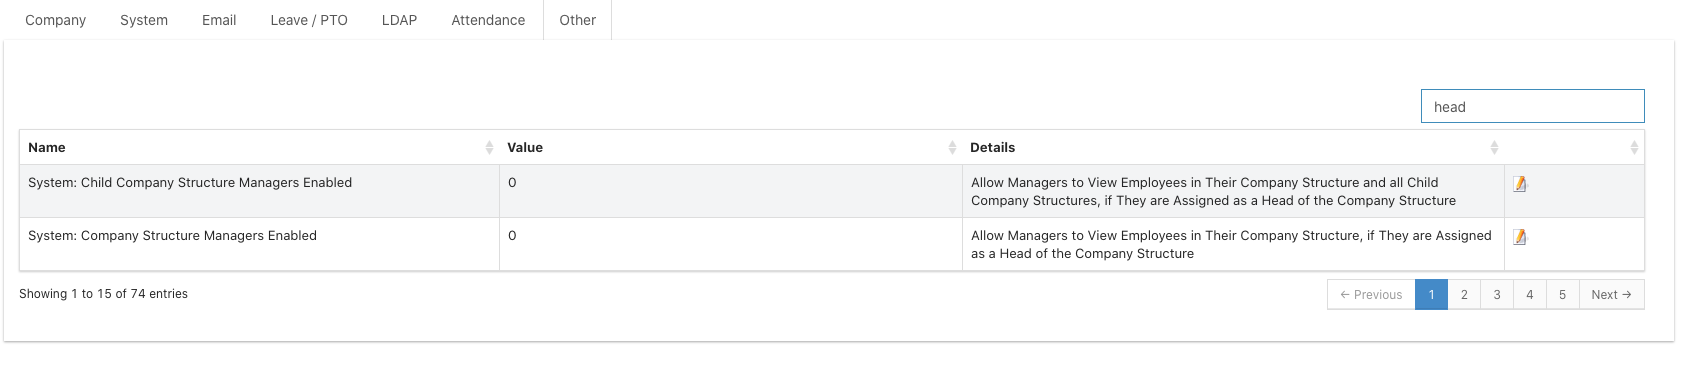 Company System Email Leave / PTO LDAP Attendance Other
head
Name Value Details
System: Child Company Structure Managers Enabled 0 Allow Managers to View Employees in Their Company Structure and all Child
Company Structures, if They are Assigned as a Head of the Company Structure
System: Company Structure Managers Enabled 0 Allow Managers to View Employees in Their Company Structure, if They are Assigned
as a Head of the Company Structure
Showing 1 to 15 of 74 entries ← Previous 1 2 3 4 5 Next →